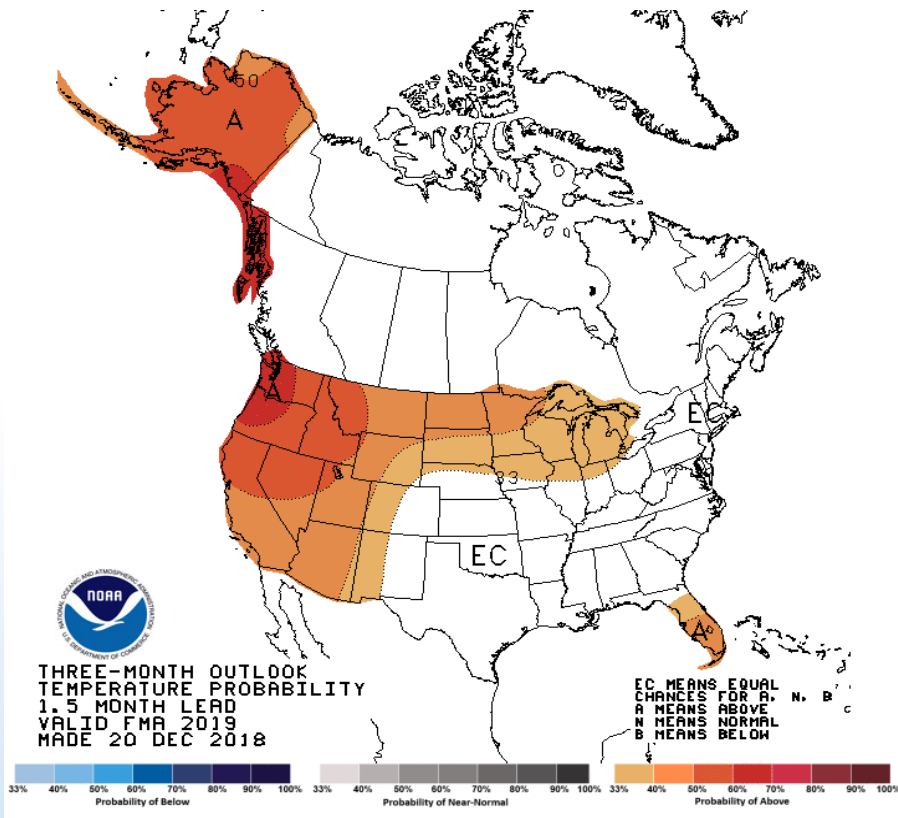 50
A
A
EC
33
EC
A
NATIONAL OCEANIC AND ATMOSPHERIC ADMINISTRATION
NOAA
U.S. DEPARTMENT OF COMMERCE
THREE-MONTH OUTLOOK
TEMPERATURE PROBABILITY
1.5 MONTH LEAD
VALID FMA 2019
MADE 20 DEC 2018
EC MEANS EQUAL
CHANCES FOR A, N, B
A MEANS ABOVE
N MEANS NORMAL
B MEANS BELOW
C
33% 40% 50% 60% 70% 80% 90% 100%
Probability of Below
33% 40% 50% 60% 70% 80% 90% 100%
Probability of Near-Normal
33% 40% 50% 60% 70% 80% 90% 100%
Probability of Above